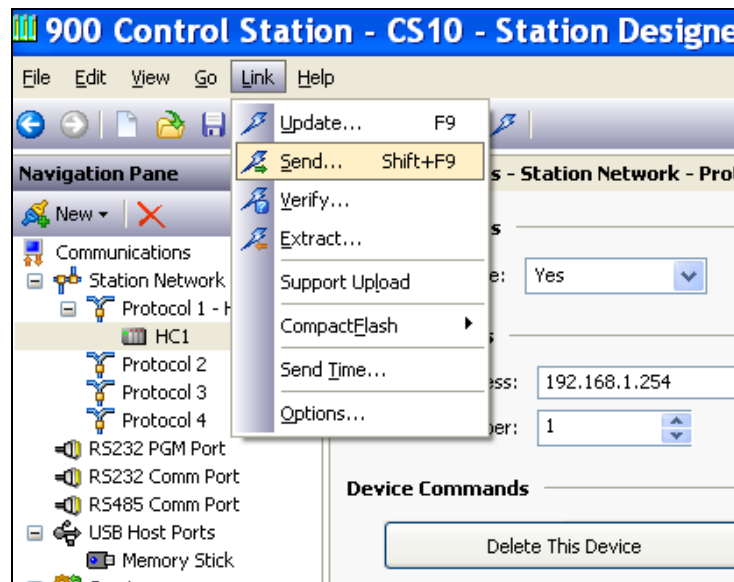 900 Control Station - CS10 - Station Designe
File Edit View Go Link Help
Update... F9
Navigation Pane
Send... Shift+F9
s - Station Network - Pro
New
Verify...
s
Communications
Extract...
Station Network
Support Upload
e: Yes
Protocol 1 - H
HC1
CompactFlash
s
Protocol 2
Send Time...
ess: 192.168.1.254
Protocol 3
Protocol 4
Options...
ber: 1
RS232 PGM Port
RS232 Comm Port
RS485 Comm Port
Device Commands
USB Host Ports
Delete This Device
Memory Stick